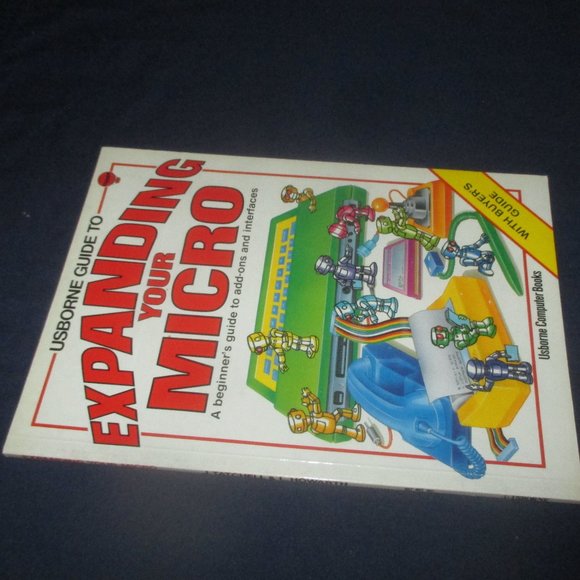 USBORNE GUIDE TO
EXPANDING
YOUR
MICRO
A beginner's guide to add-ons and interfaces
WITH BUYER'S
GUIDE
Usborne Computer Books